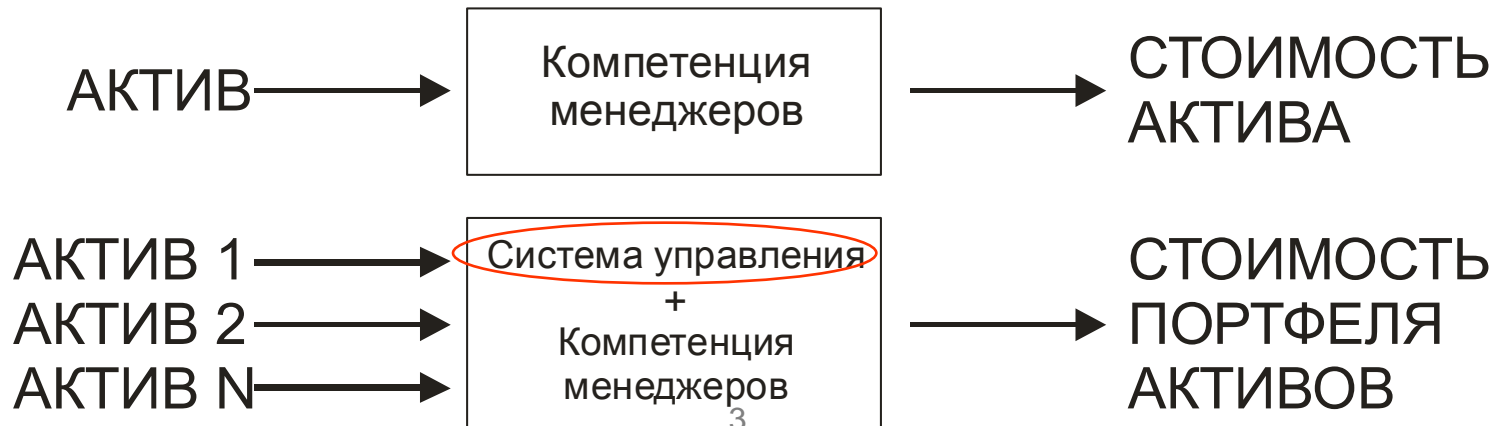 АКТИВ
Компетенция
менеджеров
СТОИМОСТЬ
АКТИВА
АКТИВ 1
АКТИВ 2
АКТИВ N
Система управления
+
Компетенция
менеджеров
3
СТОИМОСТЬ
ПОРТФЕЛЯ
АКТИВОВ